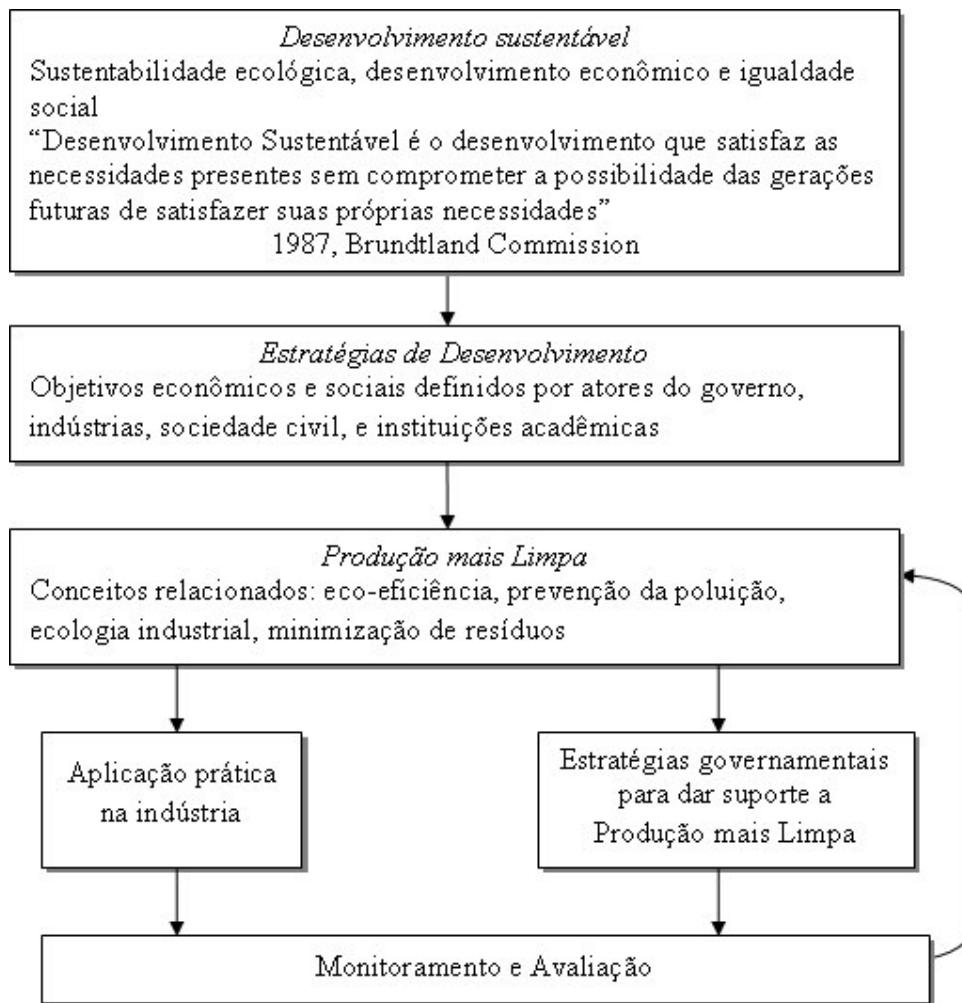 Desenvolvimento sustentável
Sustentabilidade ecológica, desenvolvimento econômico e igualdade
social
“Desenvolvimento Sustentável é o desenvolvimento que satisfaz as
necessidades presentes sem comprometer a possibilidade das gerações
futuras de satisfazer suas próprias necessidades”
1987, Brundtland Commission
Estratégias de Desenvolvimento
Objetivos econômicos e sociais definidos por atores do governo,
indústrias, sociedade civil, e instituições acadêmicas
Produção mais Limpa
Conceitos relacionados: eco-eficiência, prevenção da poluição,
ecologia industrial, minimização de resíduos
Aplicação prática
na indústria
Estratégias governamentais
para dar suporte a
Produção mais Limpa
Monitoramento e Avaliação